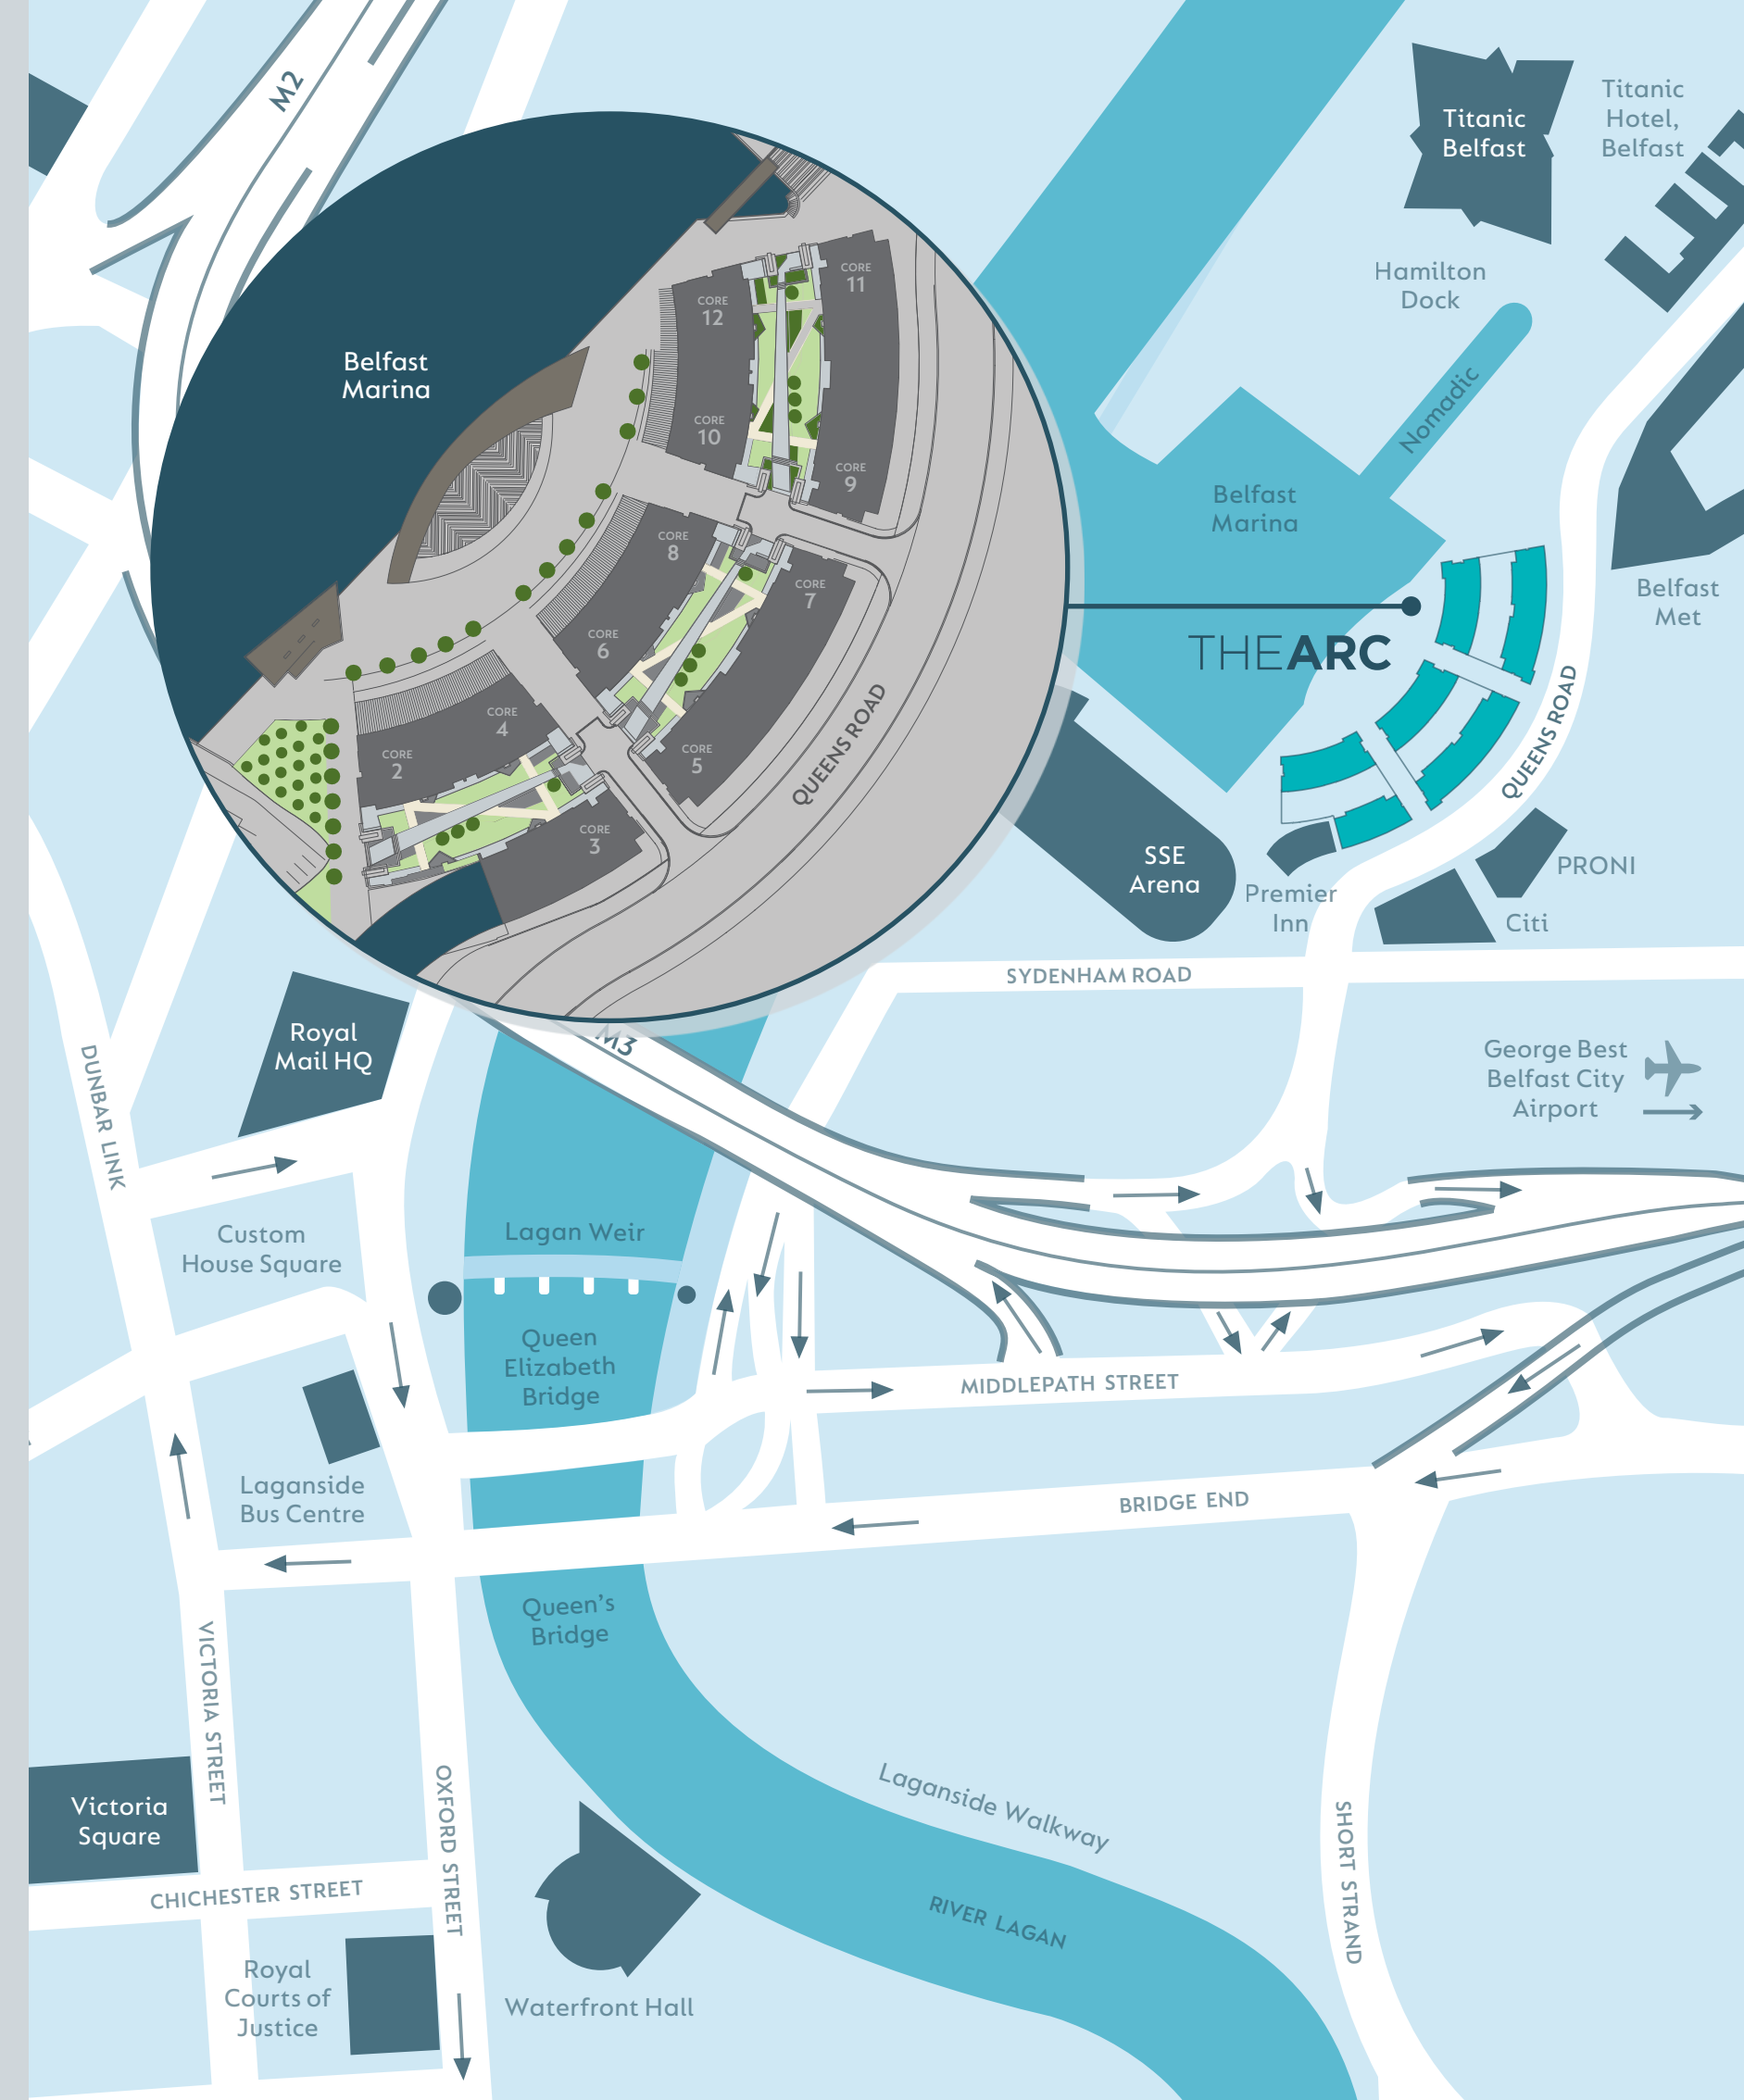 M2
Titanic
Belfast
Titanic
Hotel,
Belfast
Hamilton
Dock
Nomadic
Belfast
Marina
CORE
11
CORE
12
CORE
10
CORE
9
CORE
8
CORE
7
CORE
6
CORE
5
CORE
4
CORE
2
CORE
3
QUEENS ROAD
Belfast
Marina
THEARC
Belfast
Met
QUEENS ROAD
SSE
Arena
Premier
Inn
PRONI
Citi
SYDENHAM ROAD
Royal
Mail HQ
M3
George Best
Belfast City
Airport
DUNBAR LINK
Custom
House Square
Lagan Weir
Queen
Elizabeth
Bridge
MIDDLEPATH STREET
Laganside
Bus Centre
BRIDGE END
Queen's
Bridge
VICTORIA STREET
OXFORD STREET
Victoria
Square
Laganside Walkway
RIVER LAGAN
SHORT STRAND
CHICHESTER STREET
Royal
Courts of
Justice
Waterfront Hall